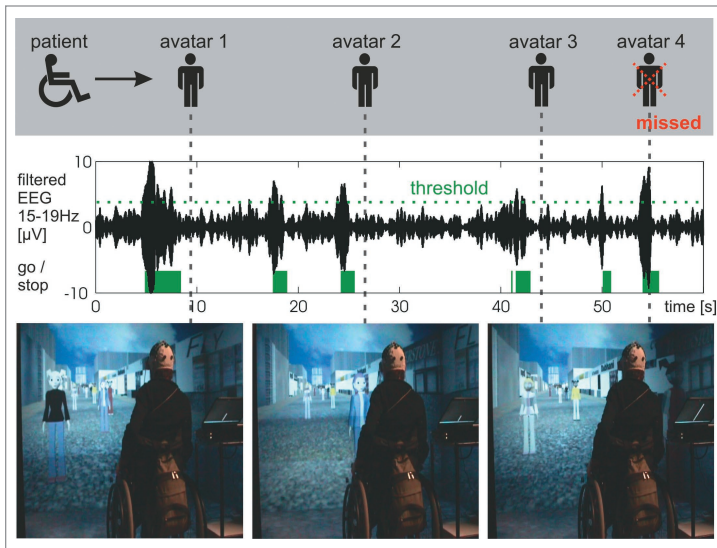 patient avatar 1 avatar 2 avatar 3 avatar 4
missed
10
filtered
EEG
15-19Hz
[µV]
threshold
0
go /
stop
-10
0 10 20 30 40 50 time [s]
FLY